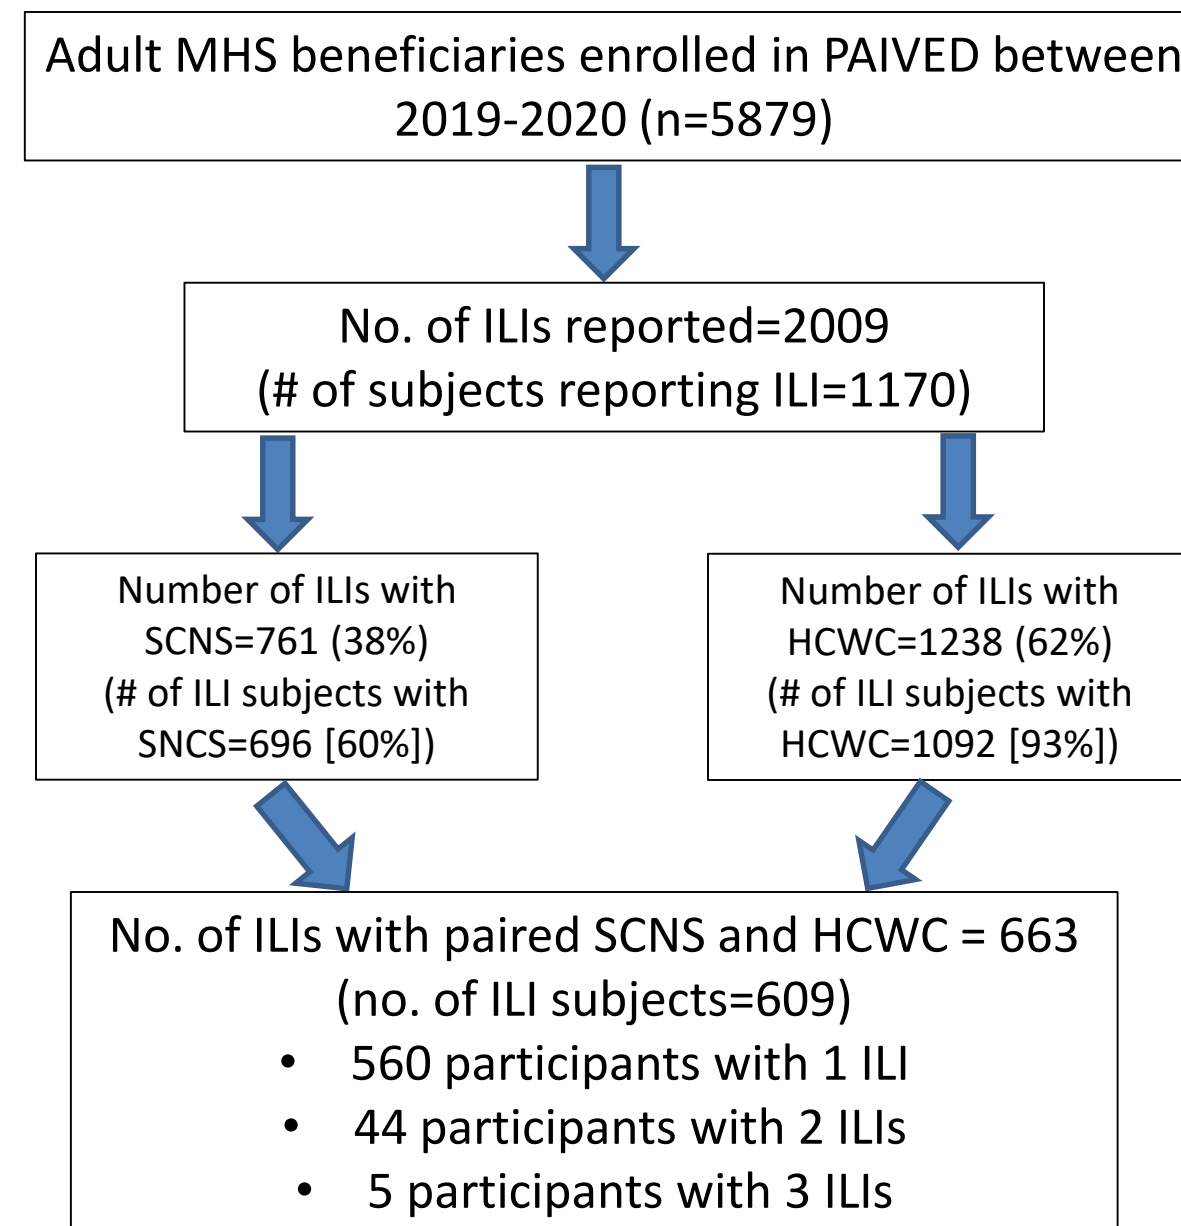 Adult MHS beneficiaries enrolled in PAIVED between
2019-2020 (n=5879)
No. of ILIs reported=2009
(# of subjects reporting ILI=1170)
Number of ILIs with
SCNS=761 (38%)
(# of ILI subjects with
SNCS=696 [60%])
Number of ILIs with
HCWC=1238 (62%)
(# of ILI subjects with
HCWC=1092 [93%])
No. of ILIs with paired SCNS and HCWC = 663
(no. of ILI subjects=609)
• 560 participants with 1 ILI
• 44 participants with 2 ILIs
• 5 participants with 3 ILIs